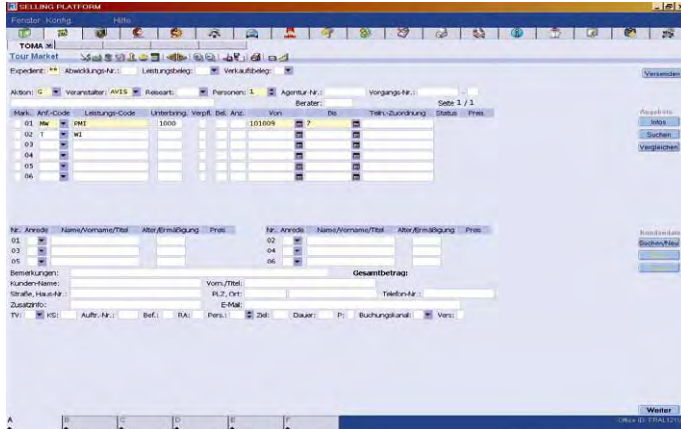 SELLING PLATFORM
Fenster Konfig. Hilfe
TOMA
Tour Market
Expedient: ** Abwicklungs-Nr.: Leistungsbeleg: Verkaufsbeleg:
Versenden
Aktion: G Veranstalter: AVIS Reiseart: Personen: 1 Agentur-Nr.: Vorgangs-Nr.:
Berater: Seite 1 / 1
Mark. Anf.-Code Leistungs-Code Unterbring. Verpfl. Bel. Anz. Von Bis Teiln.-Zuordnung Status Preis
Angebote
01 MW PMI 1000 101009 7
Infos
02 T WI
Suchen
03
Vergleichen
04
05
06
Nr. Anrede Name/Vorname/Titel Alter/Ermäßigung Preis Nr. Anrede Name/Vorname/Titel Alter/Ermäßigung Preis
Kundendaten
01 02
Suchen/Neu
03 04
05 06
Bemerkungen: Gesamtbetrag:
Kunden-Name: Vorn./Titel:
Straße, Haus-Nr.: PLZ, Ort: Telefon-Nr.:
Zusatzinfo: E-Mail:
TV: KS: Auftr.-Nr.: Bef.: RA: Pers.: Ziel: Dauer: P: Buchungskanal: Vers:
Weiter
A B C D E F
Office ID: